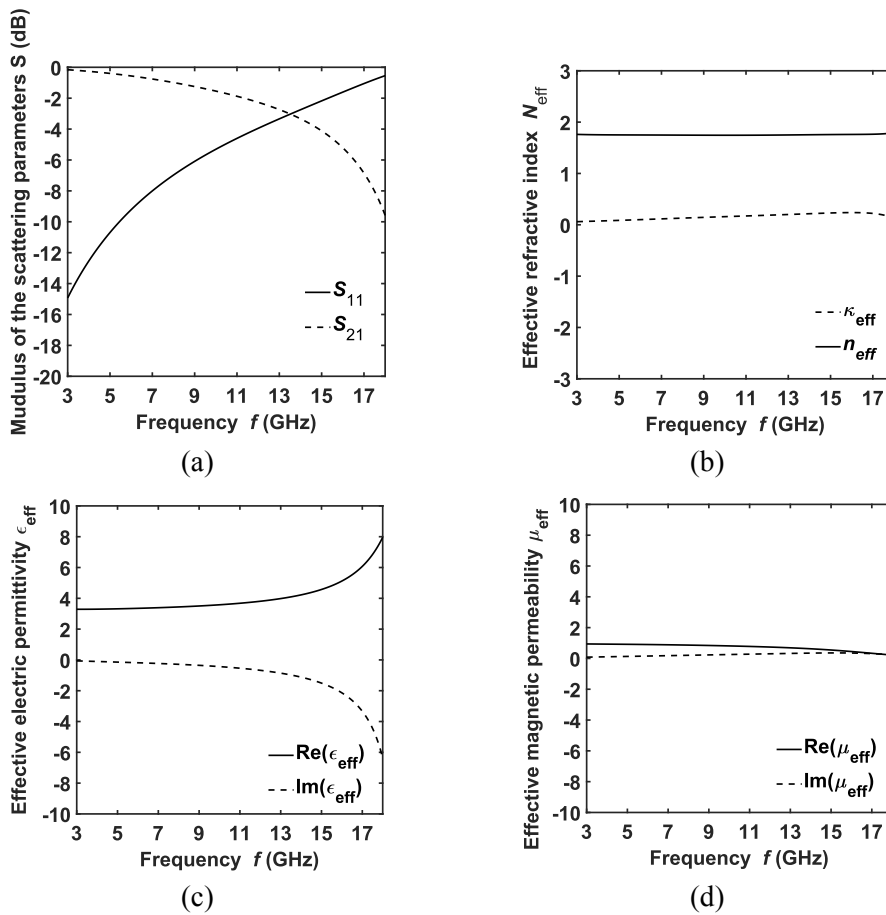 Mudulus of the scattering parameters S (dB)
0
-2
-4
-6
-8
-10
-12
-14
-16
-18
-20
S11
S21
3 5 7 9 11 13 15 17
Frequency f (GHz)
(a)
Effective refractive index Neff
3
2
1
0
-1
-2
-3
κeff
neff
3 5 7 9 11 13 15 17
Frequency f (GHz)
(b)
Effective electric permittivity ϵeff
10
8
6
4
2
0
-2
-4
-6
-8
-10
Re(ϵeff)
Im(ϵeff)
3 5 7 9 11 13 15 17
Frequency f (GHz)
(c)
Effective magnetic permeability μeff
10
8
6
4
2
0
-2
-4
-6
-8
-10
Re(μeff)
Im(μeff)
3 5 7 9 11 13 15 17
Frequency f (GHz)
(d)